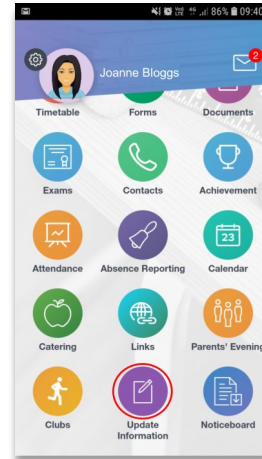 86% 09:40
Joanne Bloggs
2
Timetable Forms Documents
Exams Contacts Achievement
23
Attendance Absence Reporting Calendar
Catering Links Parents' Evening
Clubs Update Noticeboard
Information